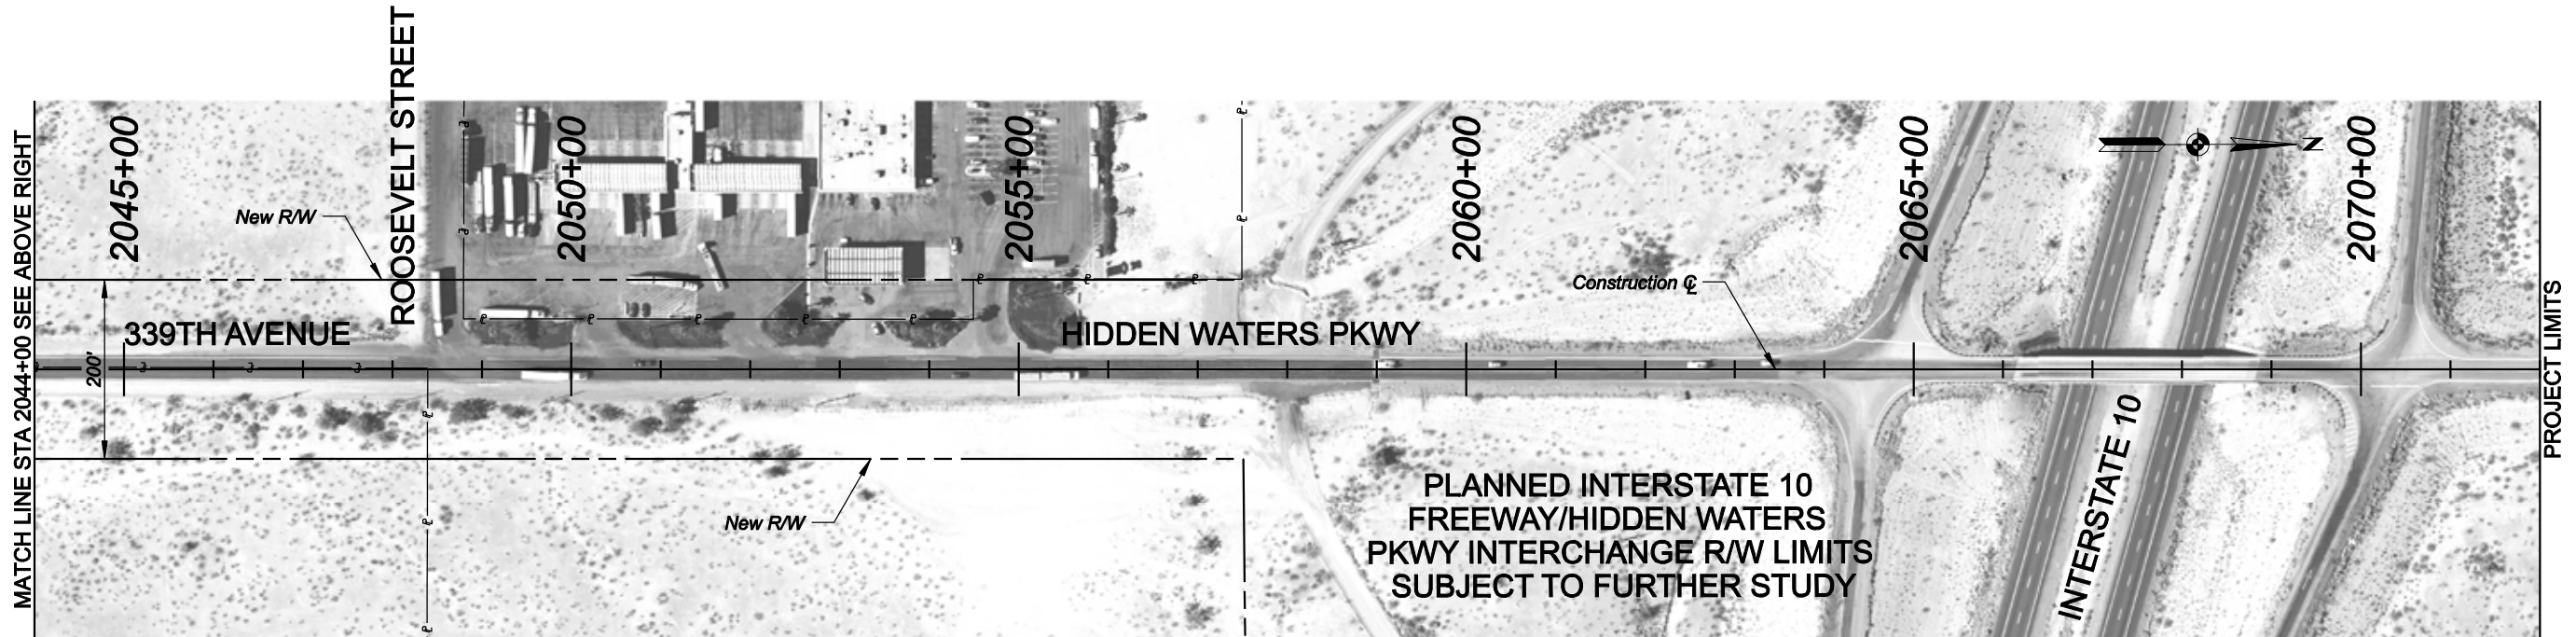 MATCH LINE STA 2044+00 SEE ABOVE RIGHT
2045+00
New R/W
ROOSEVELT STREET
2050+00
2055+00
2060+00
2065+00
2070+00
N
339TH AVENUE
200'
HIDDEN WATERS PKWY
Construction ℄
New R/W
PLANNED INTERSTATE 10
FREEWAY/HIDDEN WATERS
PKWY INTERCHANGE R/W LIMITS
SUBJECT TO FURTHER STUDY
INTERSTATE 10
PROJECT LIMITS